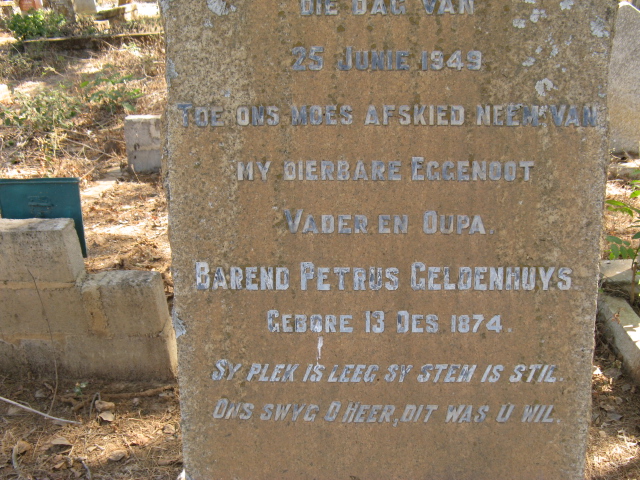 DIE DAG VAN
25 JUNIE 1949
TOE ONS MOES AFSKIED NEEM VAN
MY DIERBARE EGGENOOT
VADER EN OUPA.
BAREND PETRUS GELDENHUYS
GEBORE 13 DES. 1874.
SY PLEK IS LEEG. SY STEM IS STIL.
ONS SWYG O HEER, DIT WAS U WIL.